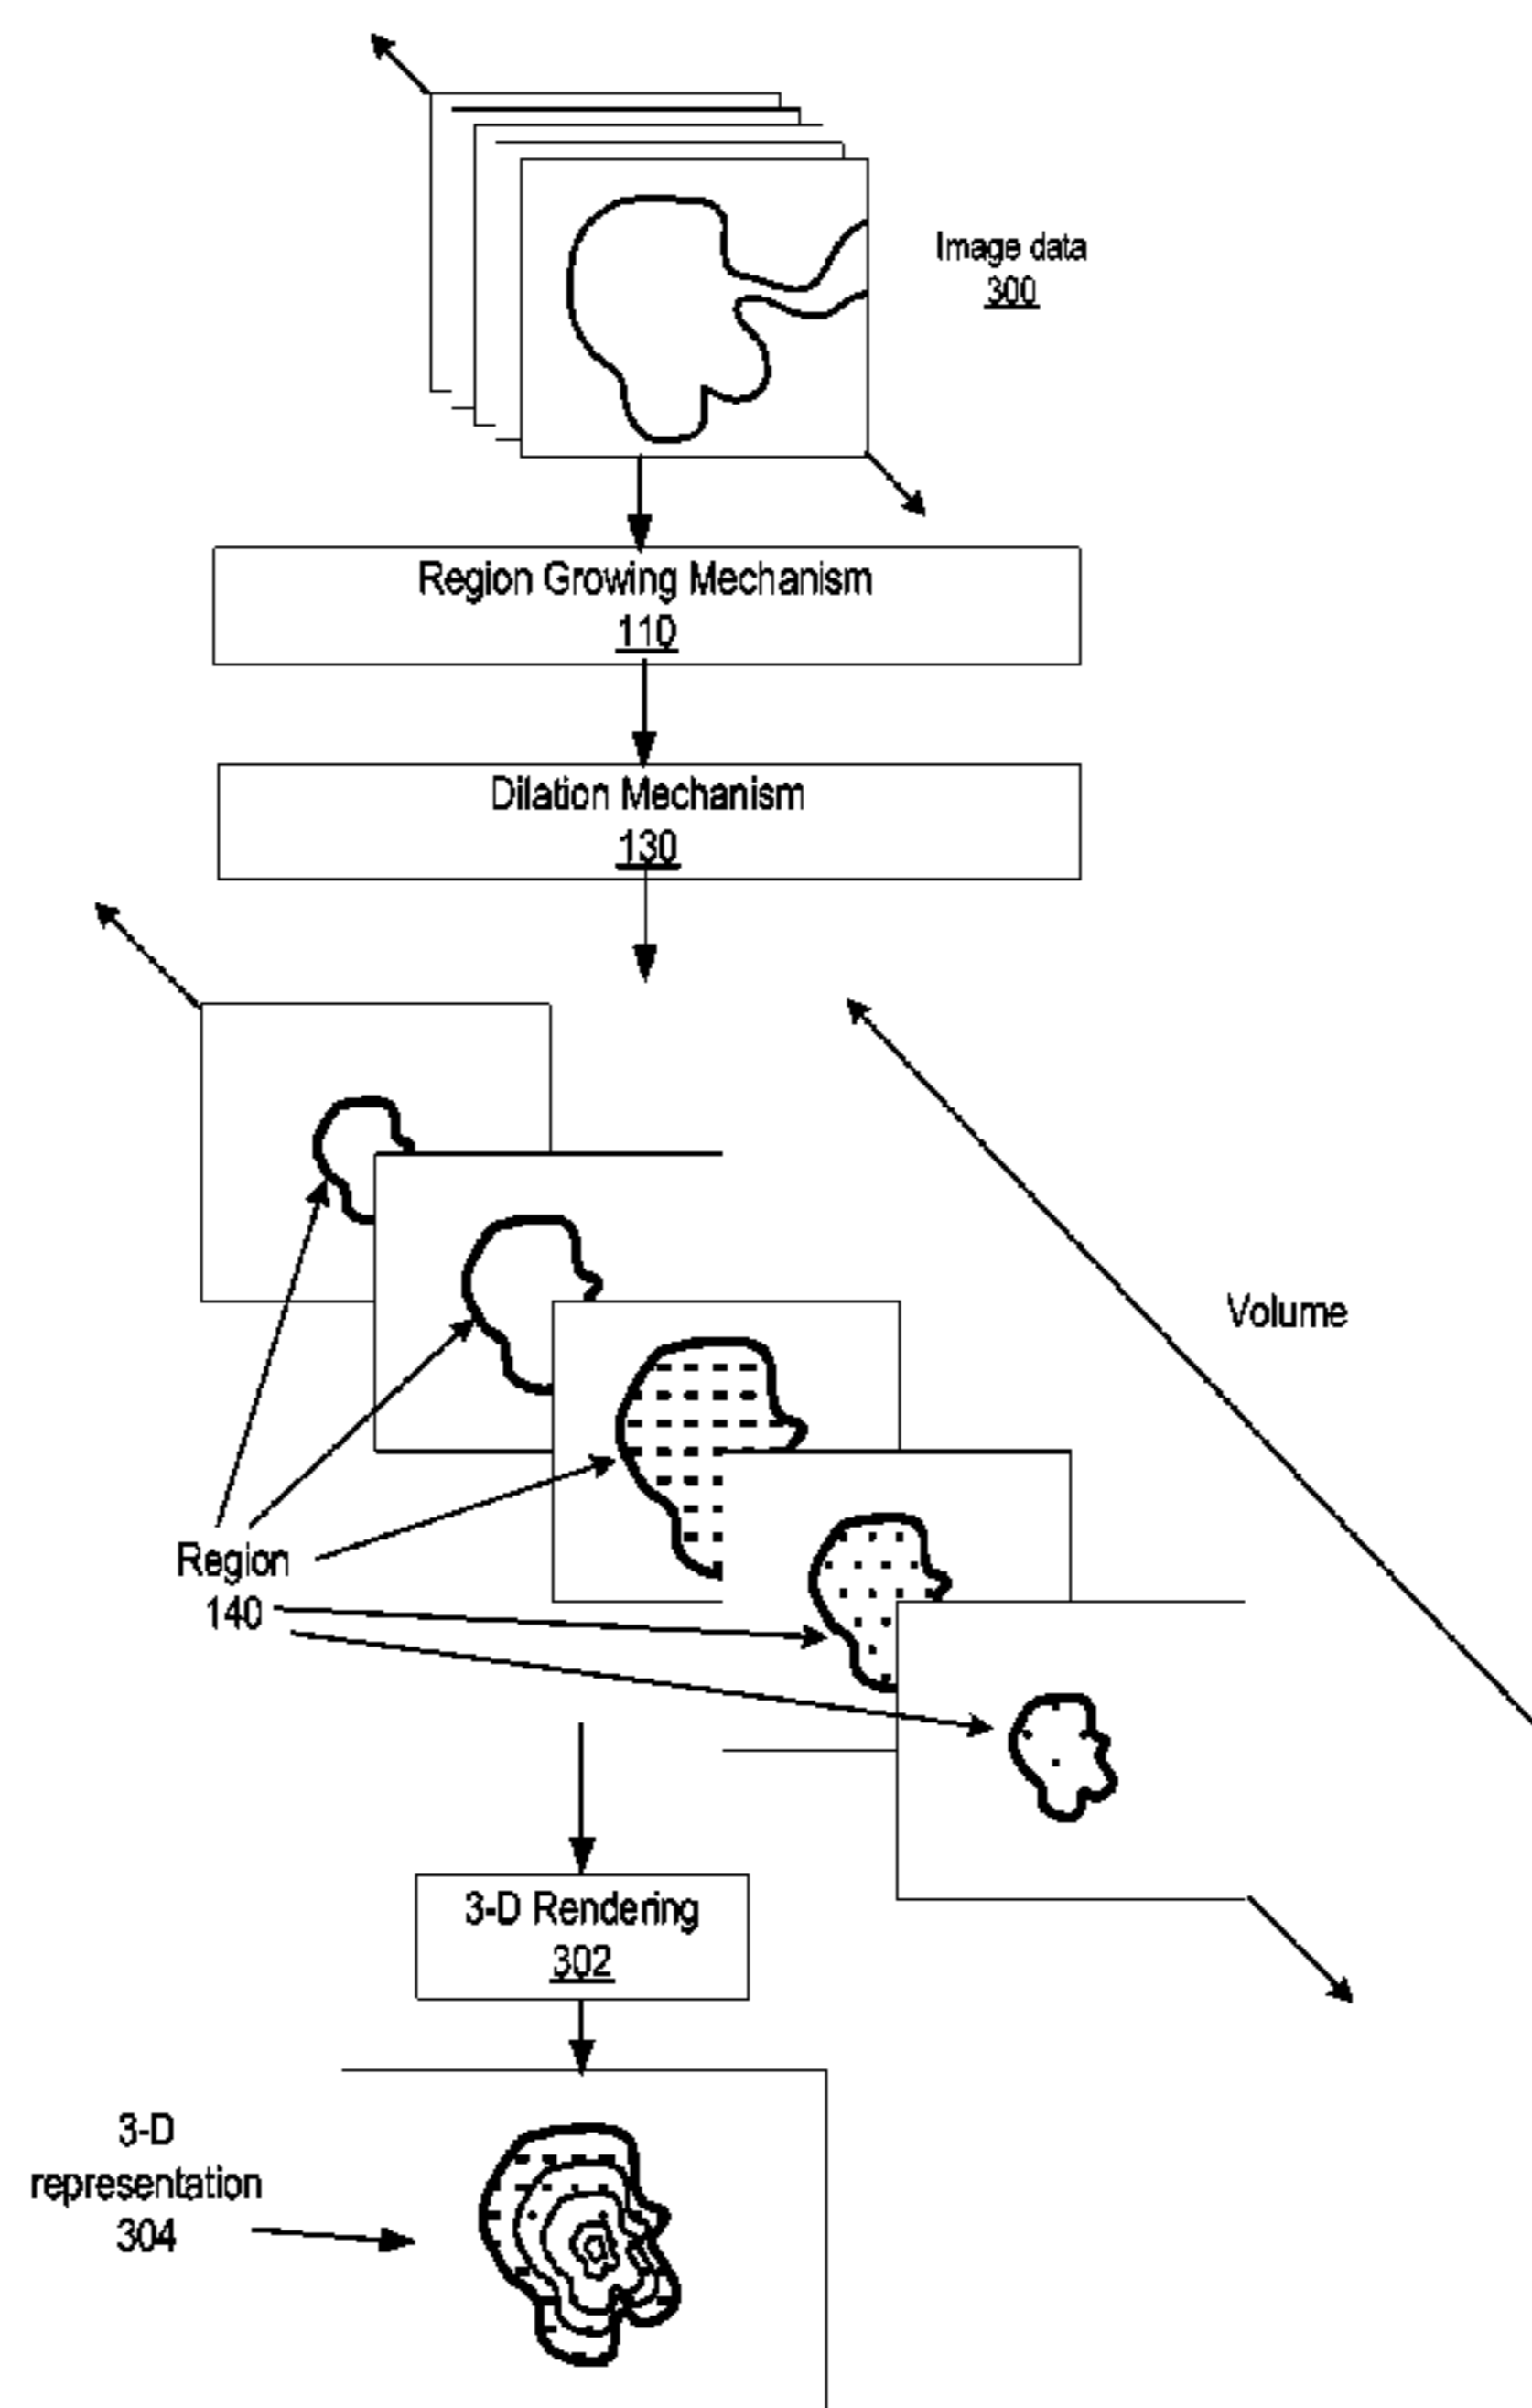 Image data
300
Region Growing Mechanism
110
Dilation Mechanism
130
Volume
Region
140
3-D Rendering
302
3-D
representation
304